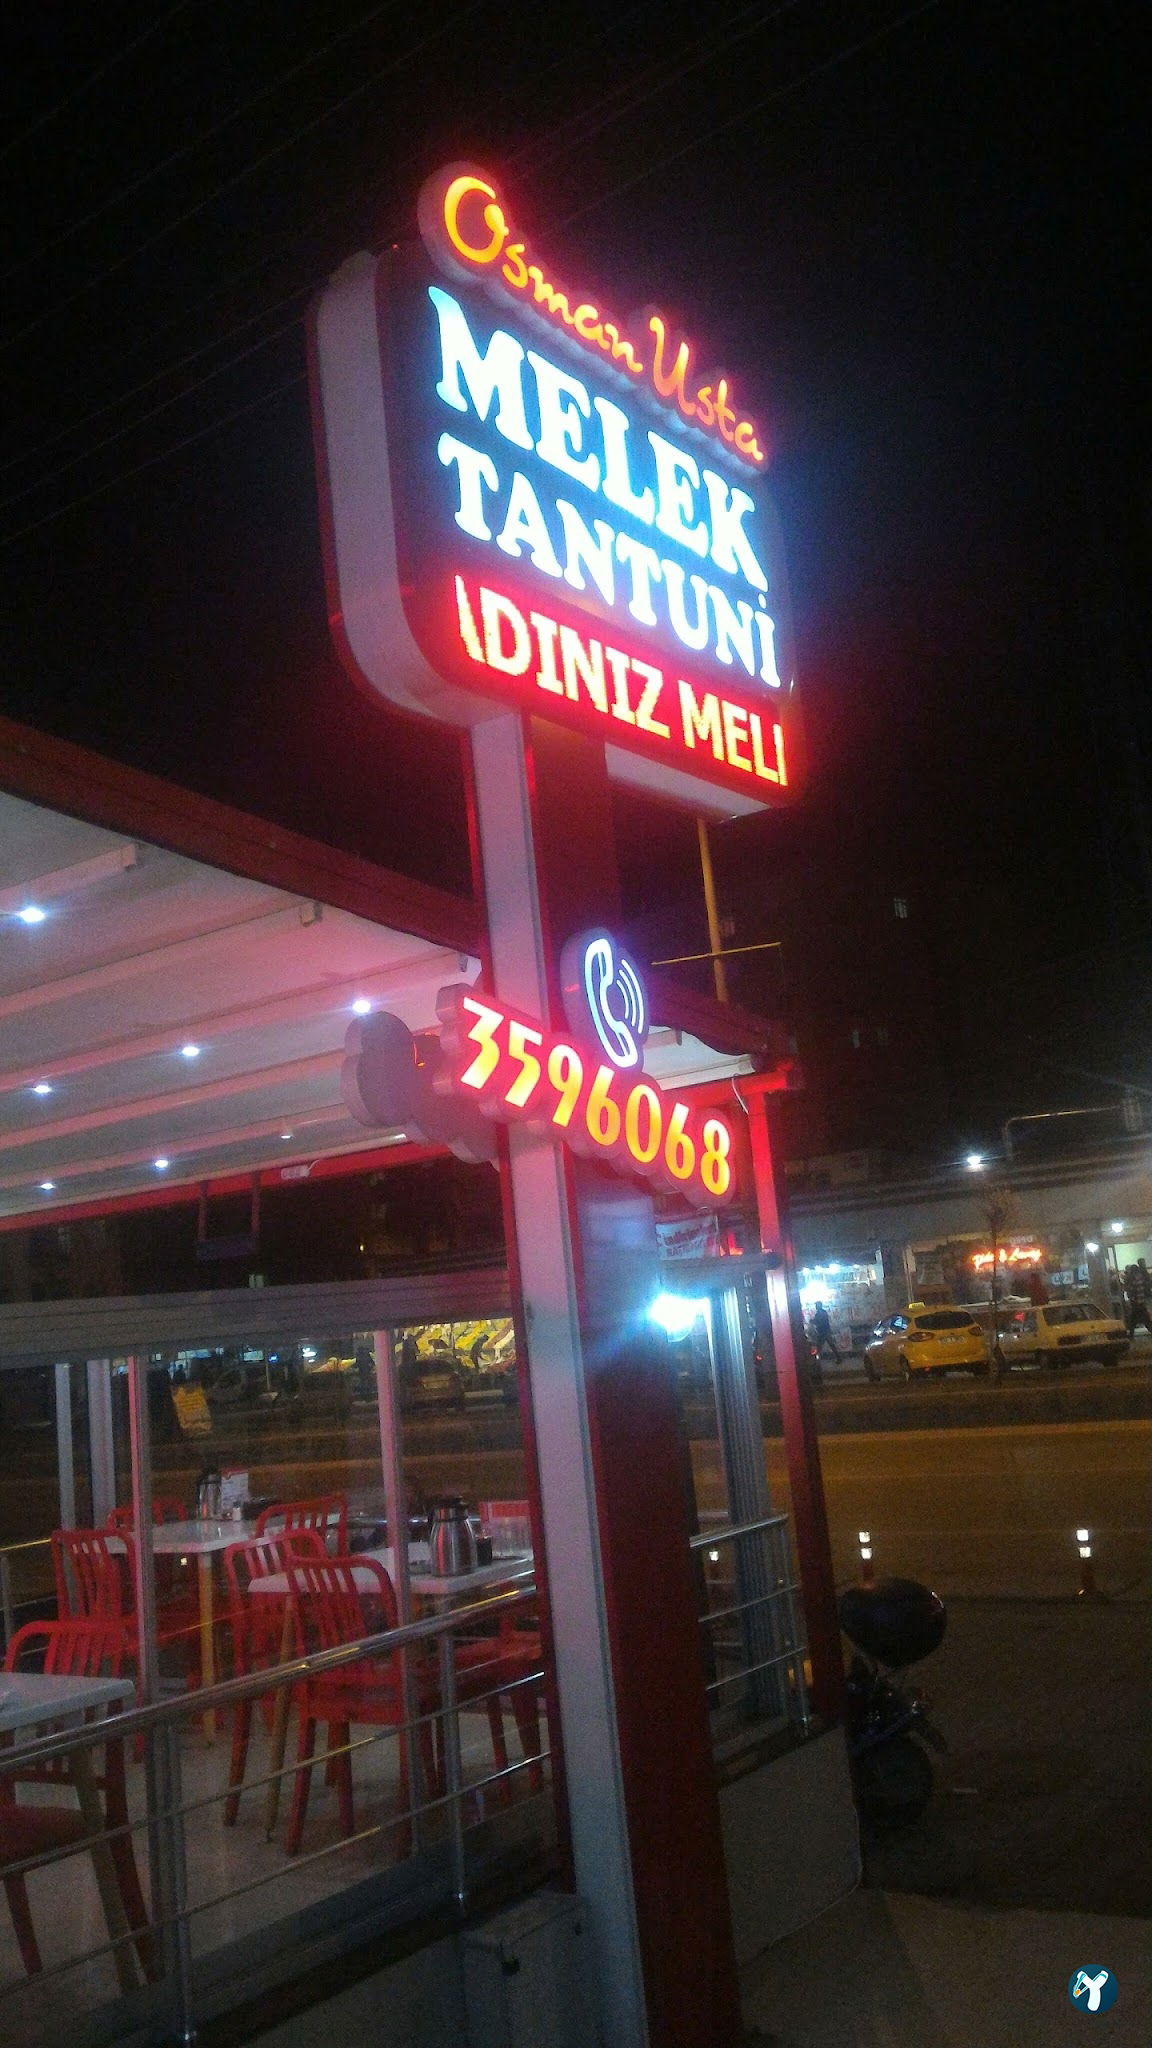 Osman Usta
MELEK
TANTUNİ
ADINIZ MELI
3596068